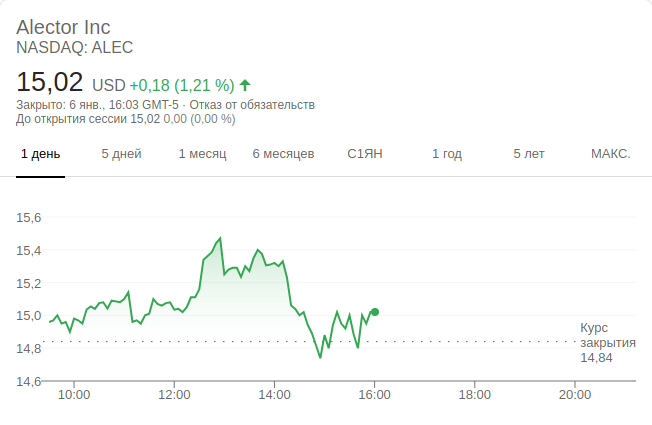 Alector Inc
NASDAQ: ALEC
15,02 USD +0,18 (1,21 %)
Закрыто: 6 янв., 16:03 GMT-5 · Отказ от обязательств
До открытия сессии 15,02 0,00 (0,00 %)
1 день 5 дней 1 месяц 6 месяцев С1ЯН 1 год 5 лет МАКС.
15,6
15,4
15,2
15,0
14,8
14,6
Курс
закрытия
14,84
10:00 12:00 14:00 16:00 18:00 20:00